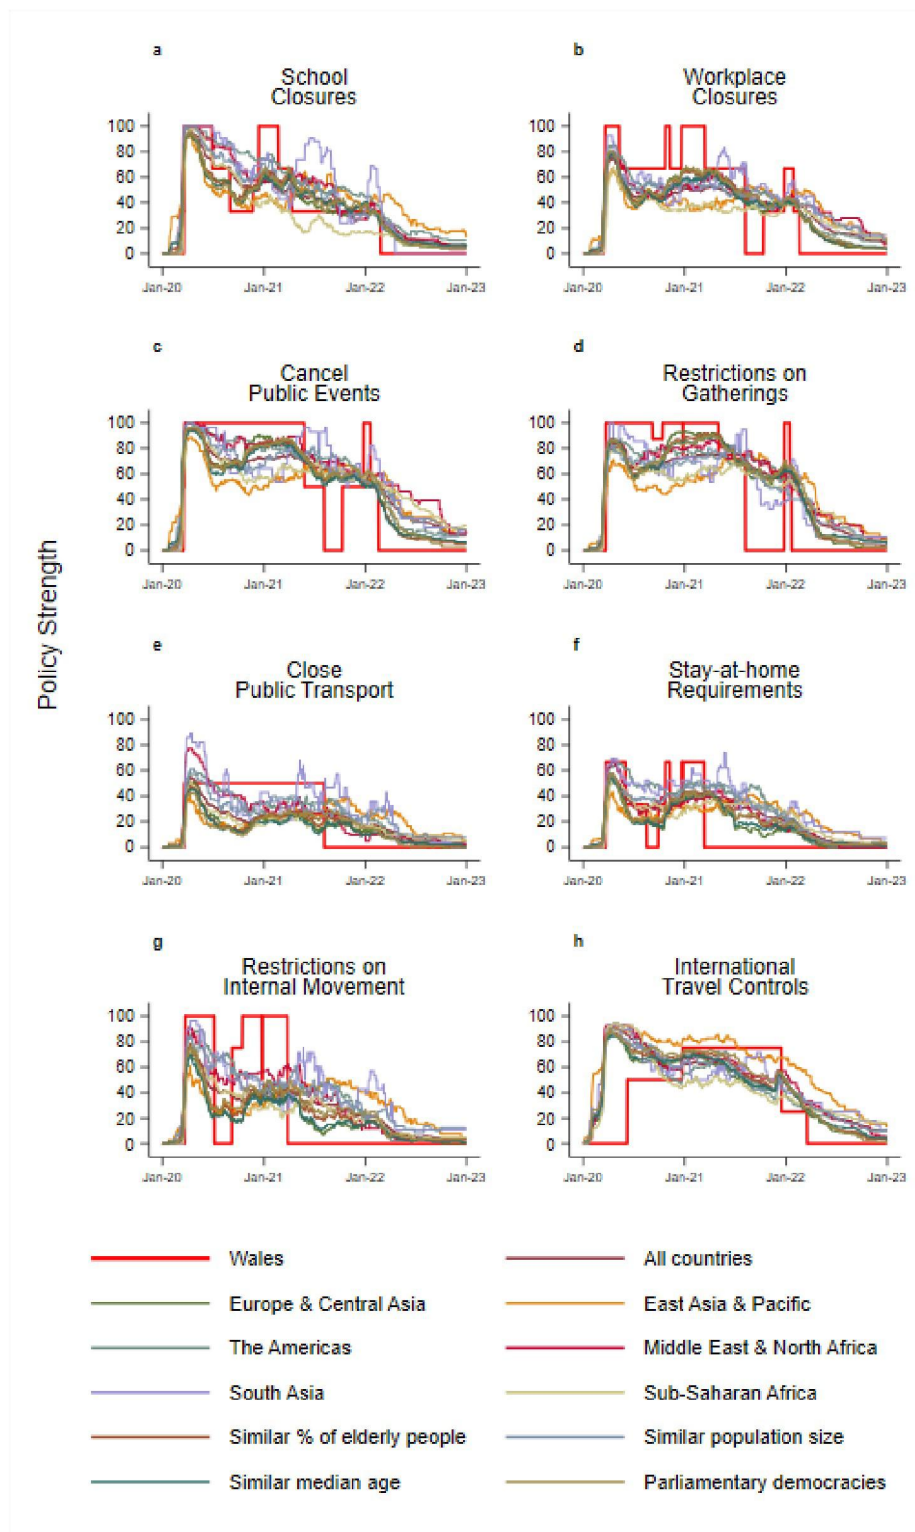 a
School
Closures
100
80
60
40
20
0
Jan-20 Jan-21 Jan-22 Jan-23
b
Workplace
Closures
100
80
60
40
20
0
Jan-20 Jan-21 Jan-22 Jan-23
c
Cancel
Public Events
100
80
60
40
20
0
Jan-20 Jan-21 Jan-22 Jan-23
d
Restrictions on
Gatherings
100
80
60
40
20
0
Jan-20 Jan-21 Jan-22 Jan-23
Policy Strength
e
Close
Public Transport
100
80
60
40
20
0
Jan-20 Jan-21 Jan-22 Jan-23
f
Stay-at-home
Requirements
100
80
60
40
20
0
Jan-20 Jan-21 Jan-22 Jan-23
g
Restrictions on
Internal Movement
100
80
60
40
20
0
Jan-20 Jan-21 Jan-22 Jan-23
h
International
Travel Controls
100
80
60
40
20
0
Jan-20 Jan-21 Jan-22 Jan-23
Wales
All countries
Europe & Central Asia
East Asia & Pacific
The Americas
Middle East & North Africa
South Asia
Sub-Saharan Africa
Similar % of elderly people
Similar population size
Similar median age
Parliamentary democracies